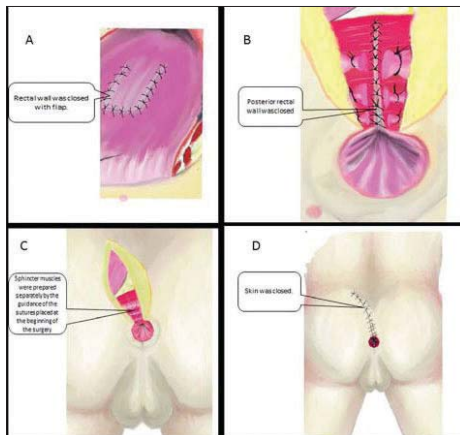 A
Rectal wall was closed
with flap.
B
Posterior rectal
wall was closed
C
Sphincter muscles
were prepared
separately by the
guidance of the
sutures placed at
the beginning of
the surgery
D
Skin was closed